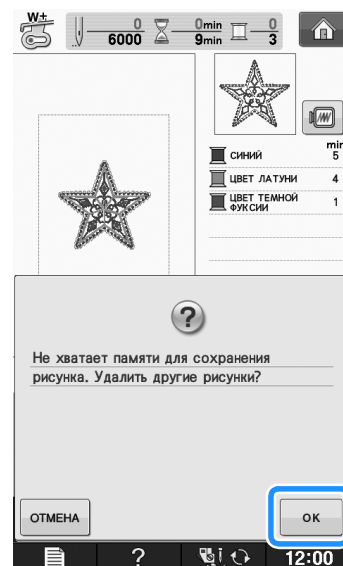 W+
0
6000
0min
9min
0
3
min
СИНИЙ 5
ЦВЕТ ЛАТУНИ 4
ЦВЕТ ТЕМНОЙ
ФУКСИИ 1
?
Не хватает памяти для сохранения
рисунка. Удалить другие рисунки?
ОТМЕНА
ОК
? 12:00